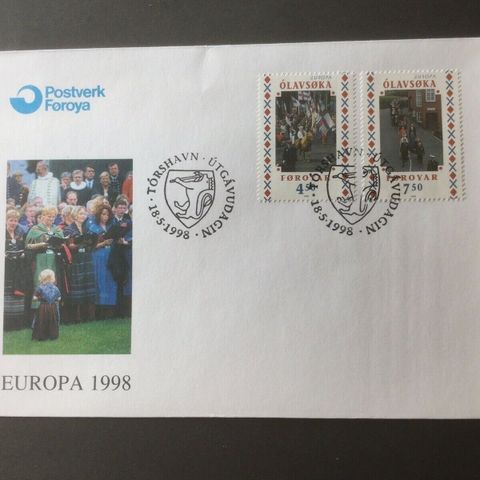 Postverk
Føroya
EUROPA
ÓLAVSØKA
4 50
FØROYAR
EUROPA
ÓLAVSØKA
7 50
FØROYAR
TÓRSHAVN · ÚTGÁVUDAGIN ·
18-5-1998
TÓRSHAVN · ÚTGÁVUDAGIN ·
18-5-1998
EUROPA 1998